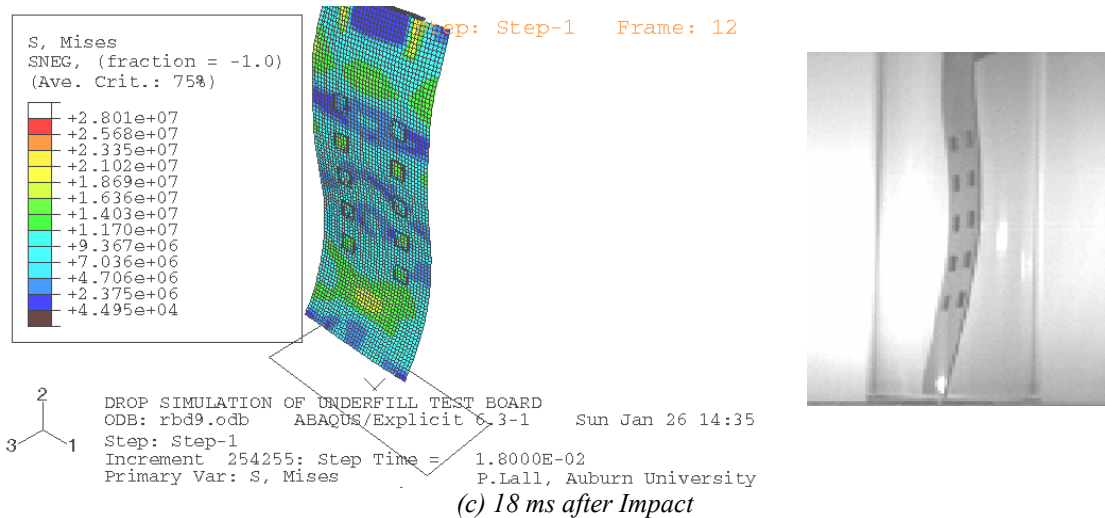 ep: Step-1 Frame: 12
S, Mises
SNEG, (fraction = -1.0)
(Ave. Crit.: 75%)
+2.801e+07
+2.568e+07
+2.335e+07
+2.102e+07
+1.869e+07
+1.636e+07
+1.403e+07
+1.170e+07
+9.367e+06
+7.036e+06
+4.706e+06
+2.375e+06
+4.495e+04
2
3
1
DROP SIMULATION OF UNDERFILL TEST BOARD
ODB: rbd9.odb ABAQUS/Explicit 6.3-1 Sun Jan 26 14:35
Step: Step-1
Increment 254255: Step Time = 1.8000E-02
Primary Var: S, Mises P.Lall, Auburn University
(c) 18 ms after Impact